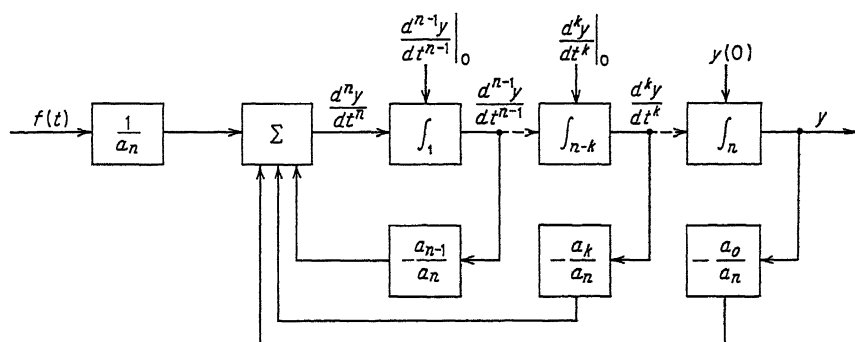 d^{n-1}y/dt^{n-1}|_0
d^k y/dt^k|_0
y(0)
f(t)
1/a_n
Σ
d^n y/dt^n
∫_1
d^{n-1}y/dt^{n-1}
∫_{n-k}
d^k y/dt^k
∫_n
y
-a_{n-1}/a_n
-a_k/a_n
-a_0/a_n